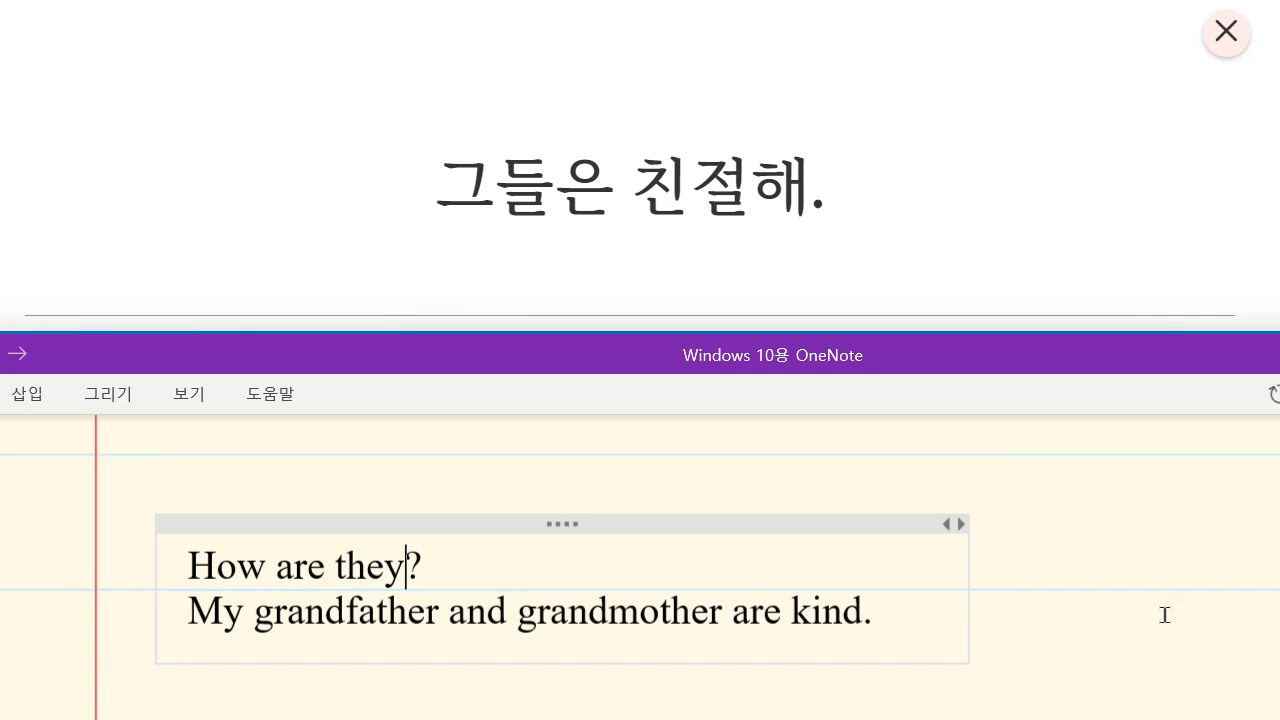 그들은 친절해.
Windows 10용 OneNote
삽입 그리기 보기 도움말
How are they?
My grandfather and grandmother are kind.